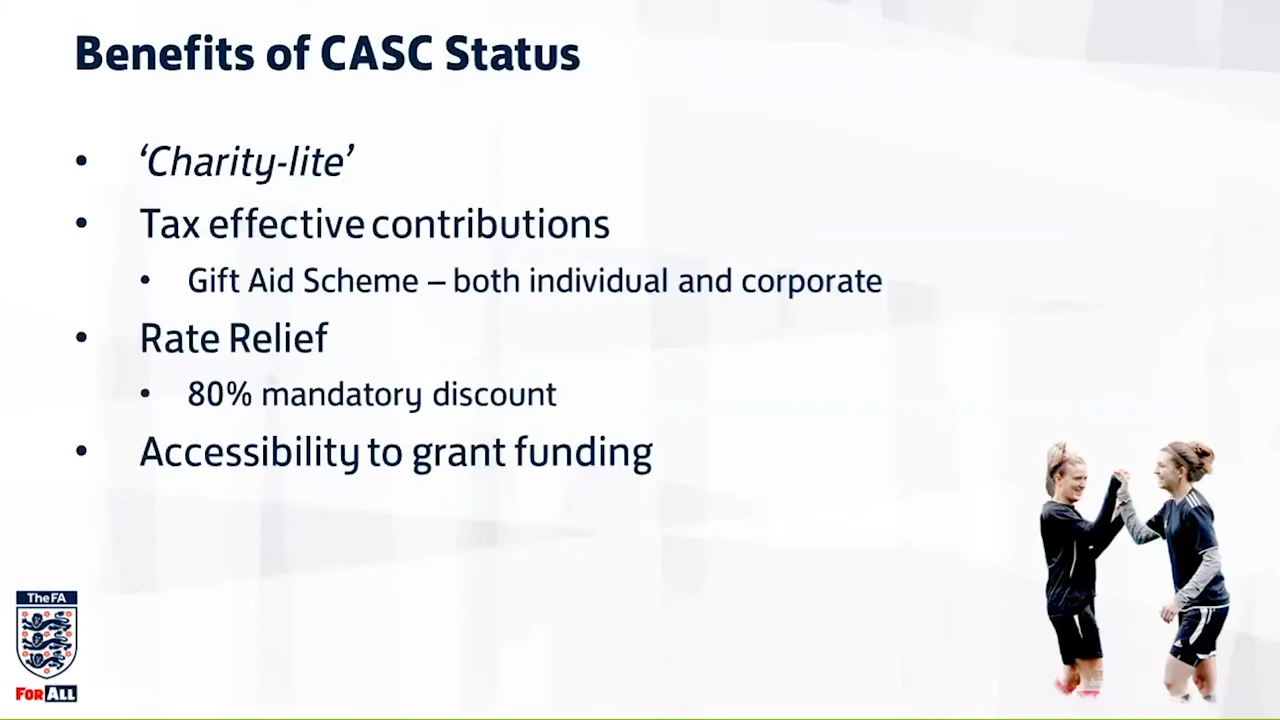 Benefits of CASC Status
• ‘Charity-lite’
• Tax effective contributions
• Gift Aid Scheme – both individual and corporate
• Rate Relief
• 80% mandatory discount
• Accessibility to grant funding
The FA
FOR ALL